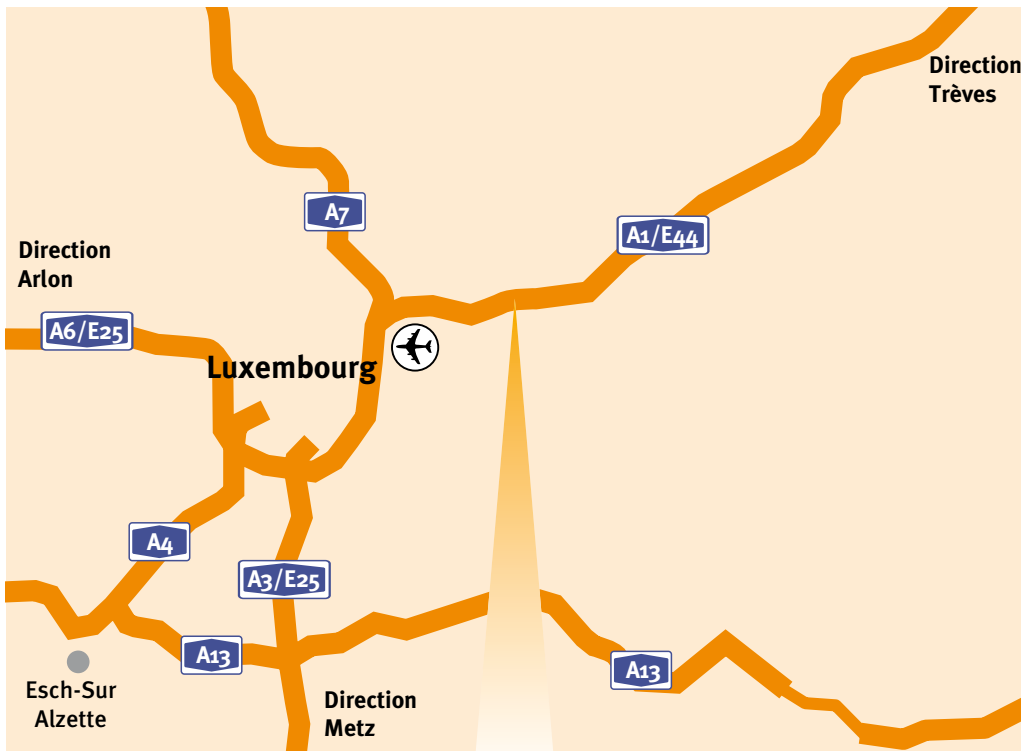 Direction
Trèves
A7
A1/E44
Direction
Arlon
A6/E25
Luxembourg
A4
A3/E25
A13
A13
Esch-Sur
Alzette
Direction
Metz